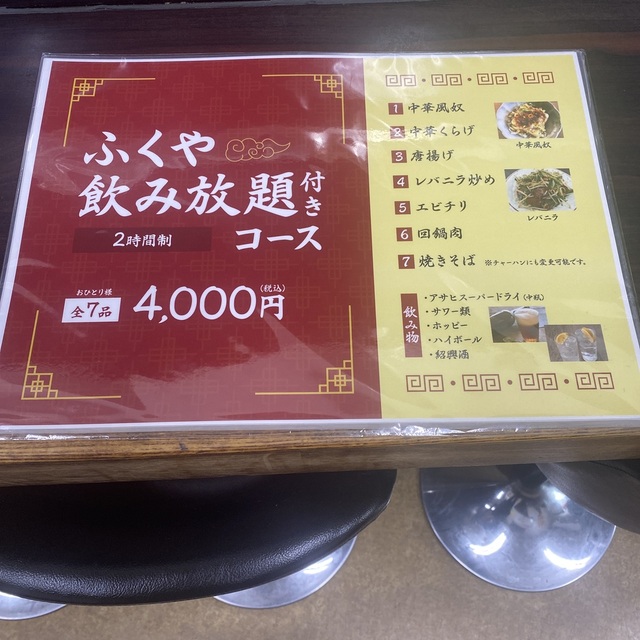 ふくや
飲み放題付き
コース
2時間制
おひとり様
全7品
4,000円
(税込)
1 中華風奴
2 中華くらげ
3 唐揚げ
4 レバニラ炒め
5 エビチリ
6 回鍋肉
7 焼きそば ※チャーハンにも変更可能です。
中華風奴
レバニラ
飲み物
・アサヒスーパードライ(中瓶)
・サワー類
・ホッピー
・ハイボール
・紹興酒